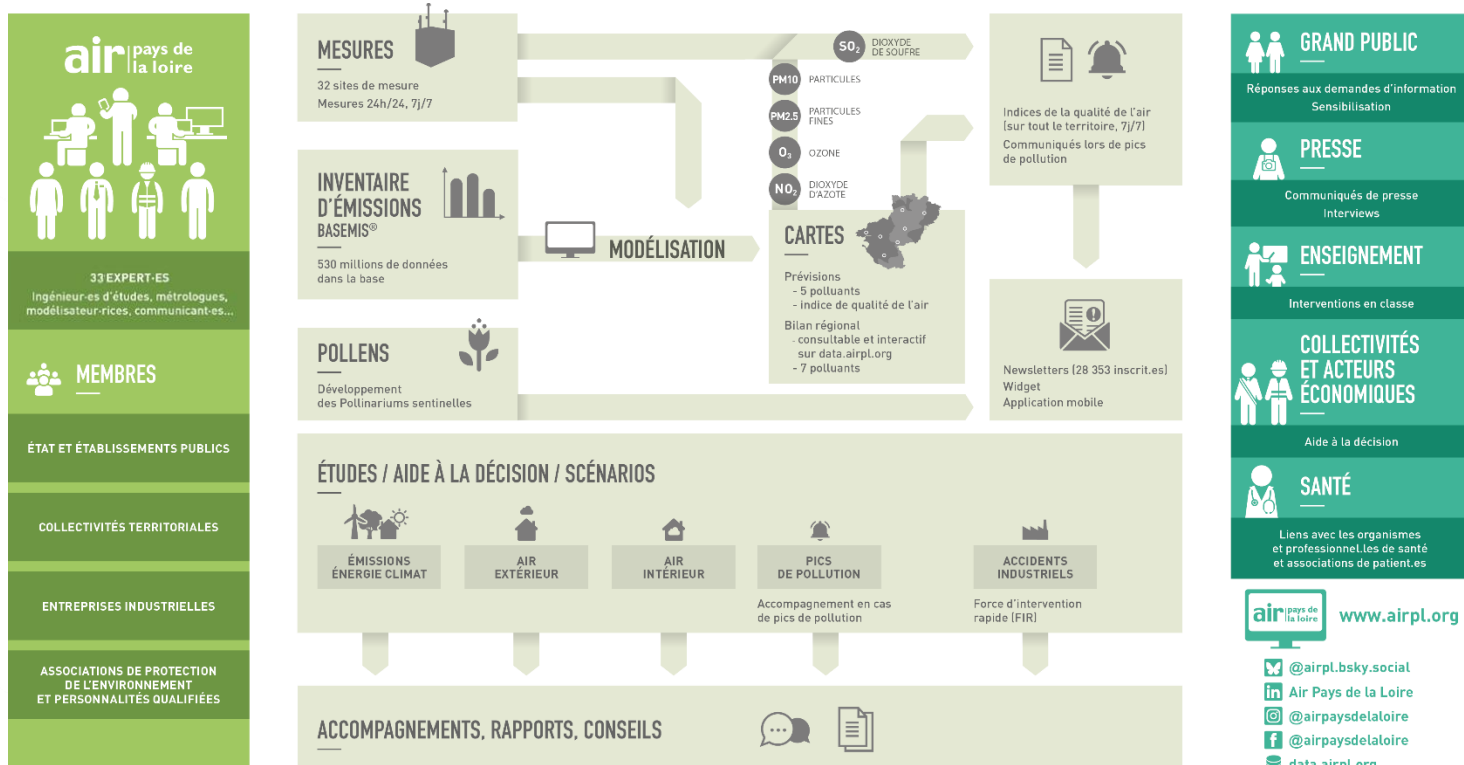 air pays de
la loire
33 EXPERT·ES
Ingénieur·es d'études, métrologues,
modélisateur·rices, communicant·es...
MEMBRES
ÉTAT ET ÉTABLISSEMENTS PUBLICS
COLLECTIVITÉS TERRITORIALES
ENTREPRISES INDUSTRIELLES
ASSOCIATIONS DE PROTECTION
DE L'ENVIRONNEMENT
ET PERSONNALITÉS QUALIFIÉES
MESURES
32 sites de mesure
Mesures 24h/24, 7j/7
INVENTAIRE
D'ÉMISSIONS
BASEMIS®
530 millions de données
dans la base
POLLENS
Développement
des Pollinariums sentinelles
MODÉLISATION
SO2 DIOXYDE
DE SOUFRE
PM10 PARTICULES
PM2.5 PARTICULES
FINES
O3 OZONE
NO2 DIOXYDE
D'AZOTE
CARTES
Prévisions
- 5 polluants
- indice de qualité de l'air
Bilan régional
- consultable et interactif
sur data.airpl.org
- 7 polluants
Indices de la qualité de l'air
(sur tout le territoire, 7j/7)
Communiqués lors de pics
de pollution
Newsletters (28 353 inscrit.es)
Widget
Application mobile
ÉTUDES / AIDE À LA DÉCISION / SCÉNARIOS
ÉMISSIONS
ÉNERGIE CLIMAT
AIR
EXTÉRIEUR
AIR
INTÉRIEUR
PICS
DE POLLUTION
Accompagnement en cas
de pics de pollution
ACCIDENTS
INDUSTRIELS
Force d'intervention
rapide (FIR)
ACCOMPAGNEMENTS, RAPPORTS, CONSEILS
GRAND PUBLIC
Réponses aux demandes d'information
Sensibilisation
PRESSE
Communiqués de presse
Interviews
ENSEIGNEMENT
Interventions en classe
COLLECTIVITÉS
ET ACTEURS
ÉCONOMIQUES
Aide à la décision
SANTÉ
Liens avec les organismes
et professionnel.les de santé
et associations de patient.es
air pays de
la loire
www.airpl.org
@airpl.bsky.social
in Air Pays de la Loire
@airpaysdelaloire
f @airpaysdelaloire
data.airpl.org